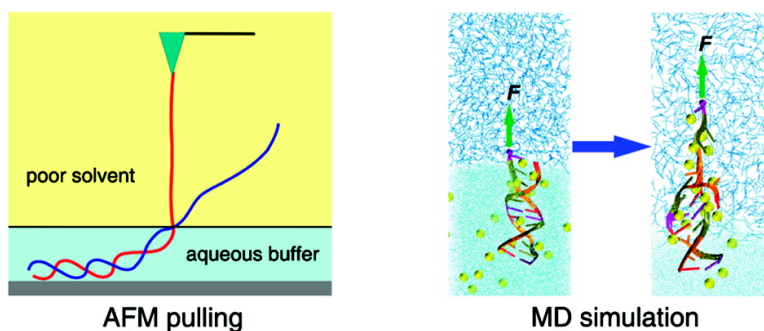 poor solvent
aqueous buffer
AFM pulling
F
F
MD simulation